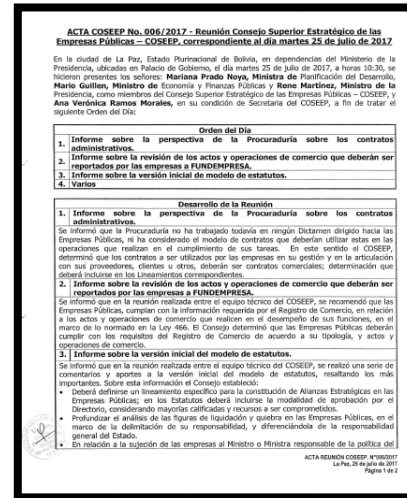 ACTA COSEEP No. 006/2017 - Reunión Consejo Superior Estratégico de las
Empresas Públicas – COSEEP, correspondiente al día martes 25 de julio de 2017
En la ciudad de La Paz, Estado Plurinacional de Bolivia, en dependencias del Ministerio de la
Presidencia, ubicadas en Palacio de Gobierno, el día martes 25 de julio de 2017, a horas 10:30, se
hicieron presentes los señores: Mariana Prado Noya, Ministra de Planificación del Desarrollo,
Mario Guillen, Ministro de Economía y Finanzas Públicas y Rene Martínez, Ministro de la
Presidencia, como miembros del Consejo Superior Estratégico de las Empresas Públicas – COSEEP, y
Ana Verónica Ramos Morales, en su condición de Secretaria del COSEEP, a fin de tratar el
siguiente Orden del Día:
Orden del Día
1. Informe sobre la perspectiva de la Procuraduría sobre los contratos
administrativos.
2. Informe sobre la revisión de los actos y operaciones de comercio que deberán ser
reportados por las empresas a FUNDEMPRESA.
3. Informe sobre la versión inicial de modelo de estatutos.
4. Varios
Desarrollo de la Reunión
1. Informe sobre la perspectiva de la Procuraduría sobre los contratos
administrativos.
Se informó que la Procuraduría no ha trabajado todavía en ningún Dictamen dirigido hacia las
Empresas Públicas, ni ha considerado el modelo de contratos que deberían utilizar estas en las
operaciones que realizan en el cumplimiento de sus tareas. En este sentido el COSEEP,
determinó que los contratos a ser utilizados por las empresas en su gestión y en la articulación
con sus proveedores, clientes u otros, deberán ser contratos comerciales; determinación que
deberá incluirse en los Lineamientos correspondientes.
2. Informe sobre la revisión de los actos y operaciones de comercio que deberán ser
reportados por las empresas a FUNDEMPRESA.
Se informó que en la reunión realizada entre el equipo técnico del COSEEP, se recomendó que las
Empresas Públicas, cumplan con la información requerida por el Registro de Comercio, en relación
a los actos y operaciones de comercio que realicen en el desempeño de sus funciones, en el
marco de lo normado en la Ley 466. El Consejo determinó que las Empresas Públicas deberán
cumplir con los requisitos del Registro de Comercio de acuerdo a su tipología, y actos y
operaciones de comercio.
3. Informe sobre la versión inicial del modelo de estatutos.
Se informó que en la reunión realizada entre el equipo técnico del COSEEP, se realizó una serie de
comentarios y aportes a la versión inicial del modelo de estatutos, resaltando los más
importantes. Sobre esta información el Consejo estableció:
• Deberá definirse un lineamiento específico para la constitución de Alianzas Estratégicas en las
Empresas Públicas; en los Estatutos deberá incluirse la modalidad de aprobación por el
Directorio, considerando mayorías calificadas y recursos a ser comprometidos.
• Profundizar el análisis de las figuras de liquidación y quiebra en las Empresas Públicas, en el
marco de la delimitación de su responsabilidad, y diferenciándola de la responsabilidad
general del Estado.
• En relación a la sujeción de las empresas al Ministro o Ministra responsable de la política del
ACTA REUNIÓN COSEEP. N°006/2017
La Paz, 25 de julio de 2017
Página 1 de 2